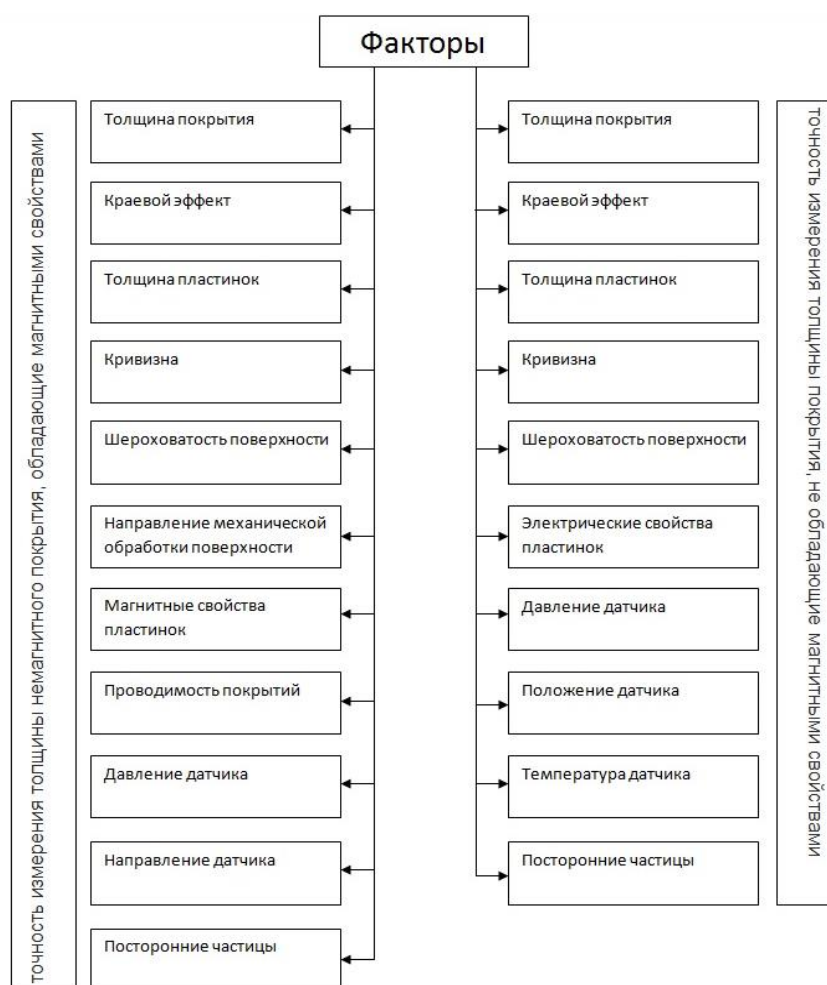 Факторы
точность измерения толщины немагнитного покрытия, обладающие магнитными свойствами
Толщина покрытия
Краевой эффект
Толщина пластинок
Кривизна
Шероховатость поверхности
Направление механической
обработки поверхности
Магнитные свойства
пластинок
Проводимость покрытий
Давление датчика
Направление датчика
Посторонние частицы
Толщина покрытия
Краевой эффект
Толщина пластинок
Кривизна
Шероховатость поверхности
Электрические свойства
пластинок
Давление датчика
Положение датчика
Температура датчика
Посторонние частицы
точность измерения толщины покрытия, не обладающие магнитными свойствами